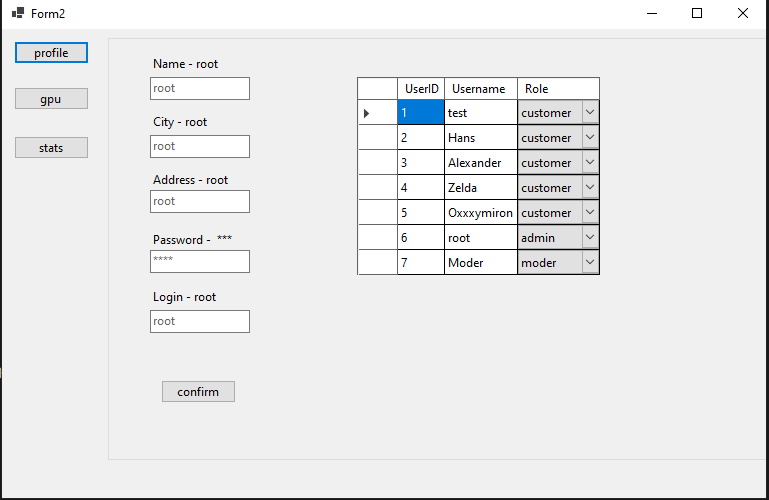 Form2
profile
gpu
stats
Name - root
root
City - root
root
Address - root
root
Password - ***
****
Login - root
root
confirm
UserID Username Role
1 test customer
2 Hans customer
3 Alexander customer
4 Zelda customer
5 Oxxxymiron customer
6 root admin
7 Moder moder